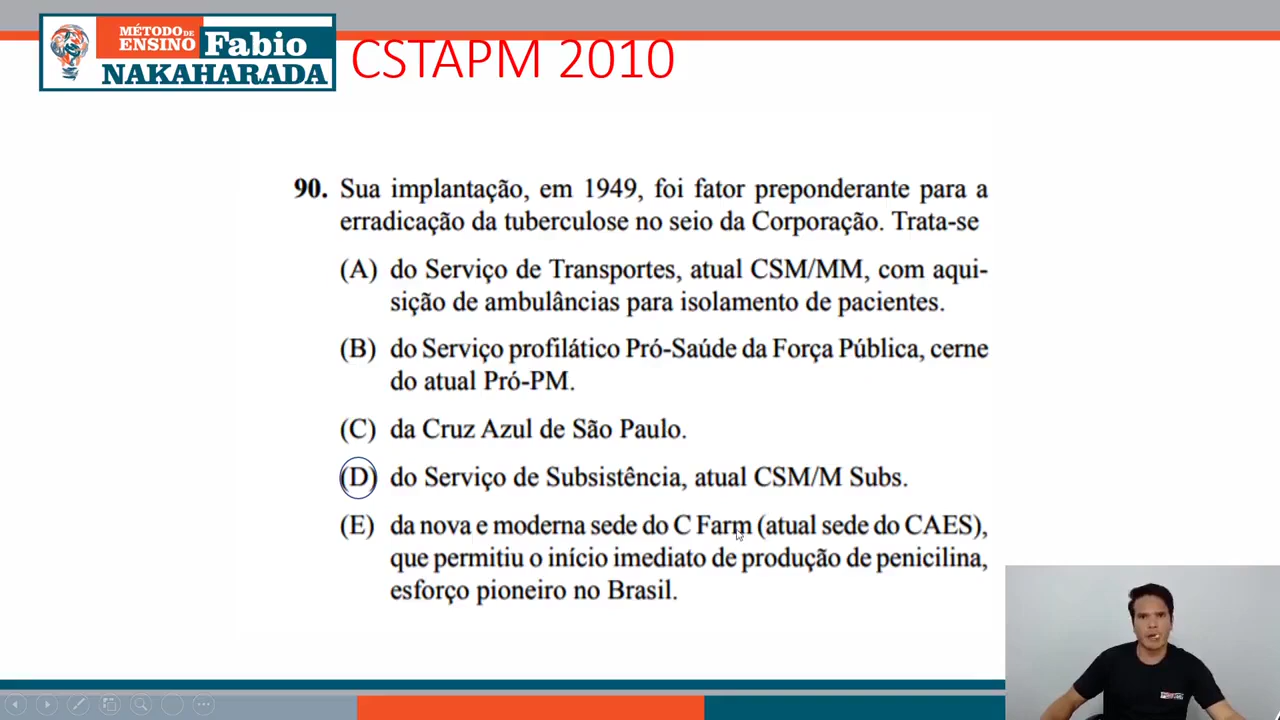 MÉTODO DE
ENSINO
Fabio
NAKAHARADA
CSTAPM 2010
90. Sua implantação, em 1949, foi fator preponderante para a
erradicação da tuberculose no seio da Corporação. Trata-se
(A) do Serviço de Transportes, atual CSM/MM, com aqui-
sição de ambulâncias para isolamento de pacientes.
(B) do Serviço profilático Pró-Saúde da Força Pública, cerne
do atual Pró-PM.
(C) da Cruz Azul de São Paulo.
(D) do Serviço de Subsistência, atual CSM/M Subs.
(E) da nova e moderna sede do C Farm (atual sede do CAES),
que permitiu o início imediato de produção de penicilina,
esforço pioneiro no Brasil.